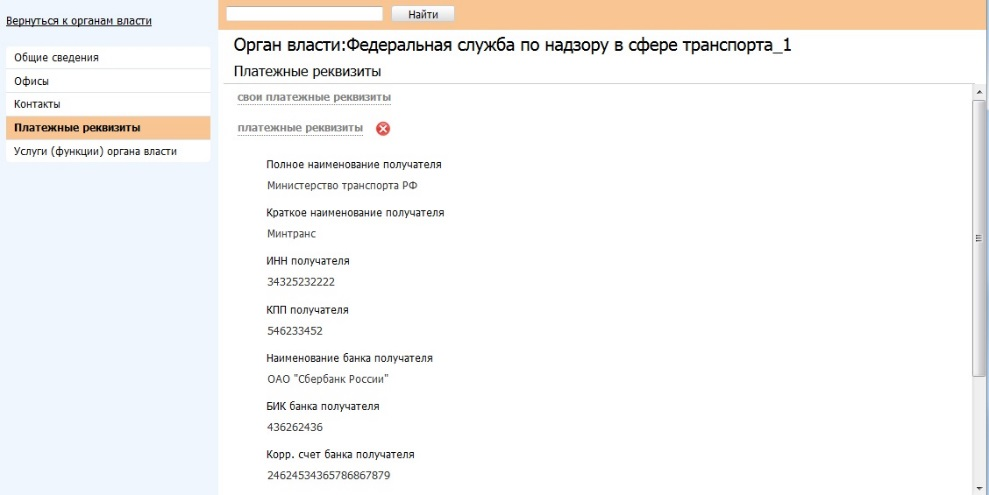 Вернуться к органам власти
Общие сведения
Офисы
Контакты
Платежные реквизиты
Услуги (функции) органа власти
Найти
Орган власти:Федеральная служба по надзору в сфере транспорта_1
Платежные реквизиты
свои платежные реквизиты
платежные реквизиты
Полное наименование получателя
Министерство транспорта РФ
Краткое наименование получателя
Минтранс
ИНН получателя
34325232222
КПП получателя
546233452
Наименование банка получателя
ОАО "Сбербанк России"
БИК банка получателя
436262436
Корр. счет банка получателя
24624534365786867879